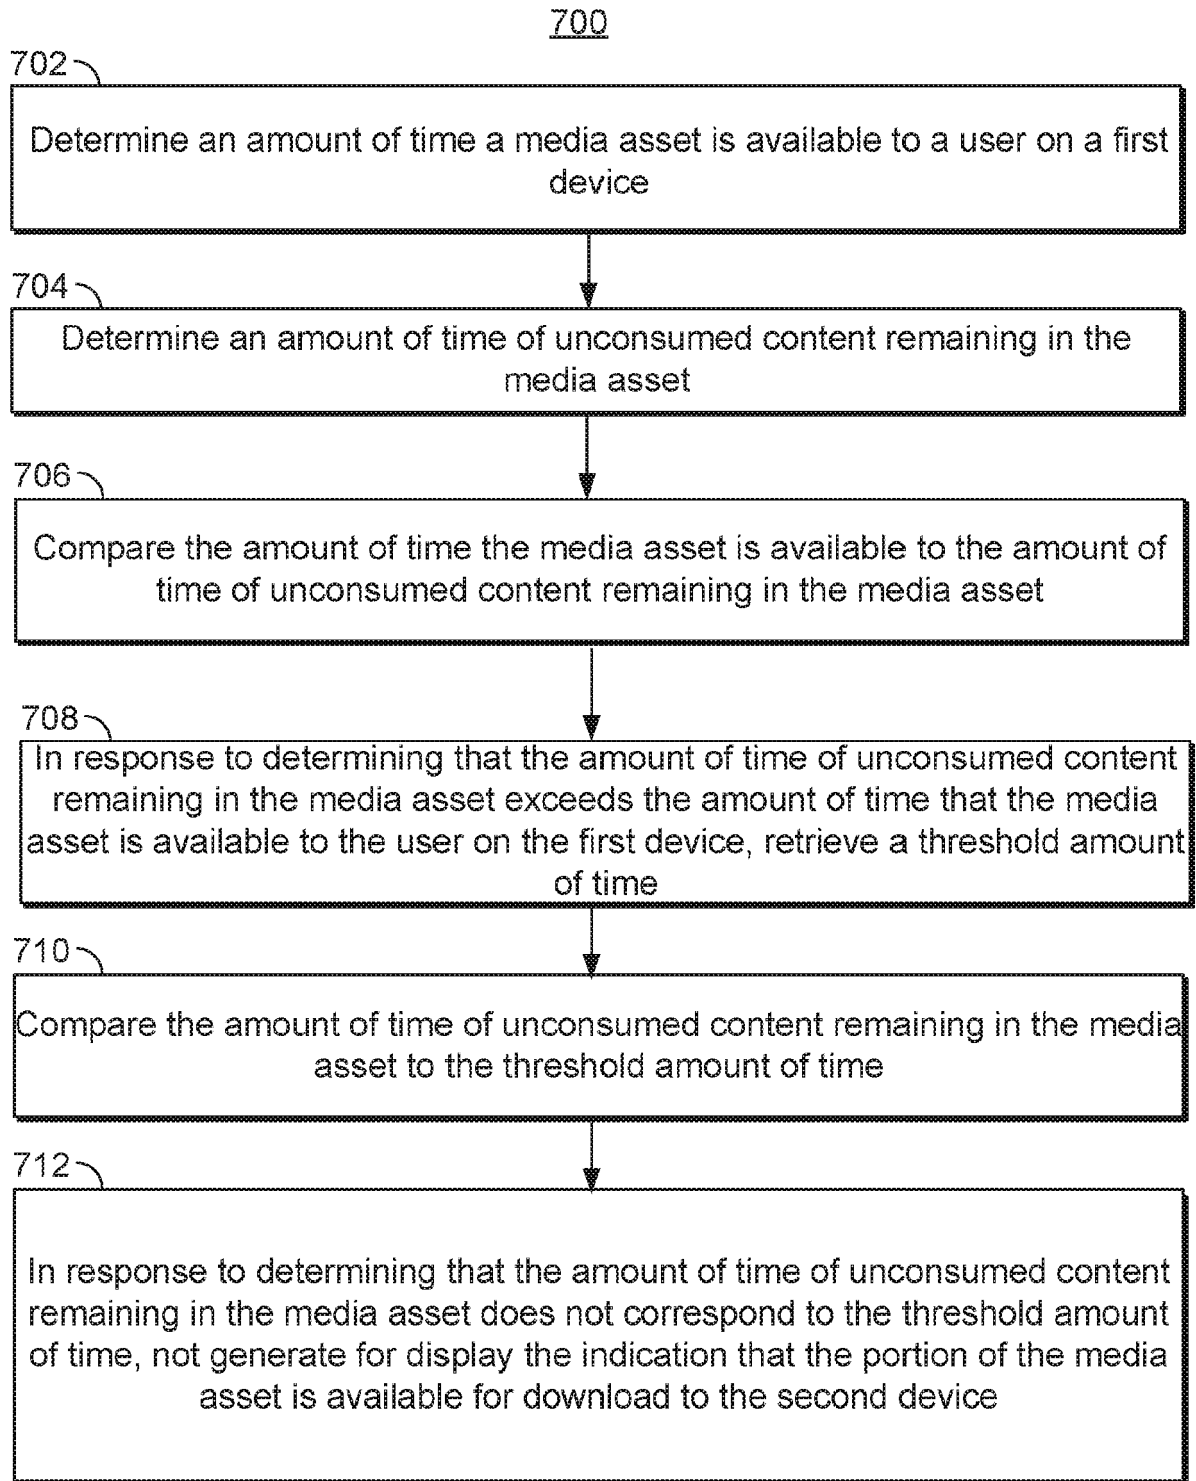 700
702
Determine an amount of time a media asset is available to a user on a first
device
704
Determine an amount of time of unconsumed content remaining in the
media asset
706
Compare the amount of time the media asset is available to the amount of
time of unconsumed content remaining in the media asset
708
In response to determining that the amount of time of unconsumed content
remaining in the media asset exceeds the amount of time that the media
asset is available to the user on the first device, retrieve a threshold amount
of time
710
Compare the amount of time of unconsumed content remaining in the media
asset to the threshold amount of time
712
In response to determining that the amount of time of unconsumed content
remaining in the media asset does not correspond to the threshold amount
of time, not generate for display the indication that the portion of the media
asset is available for download to the second device